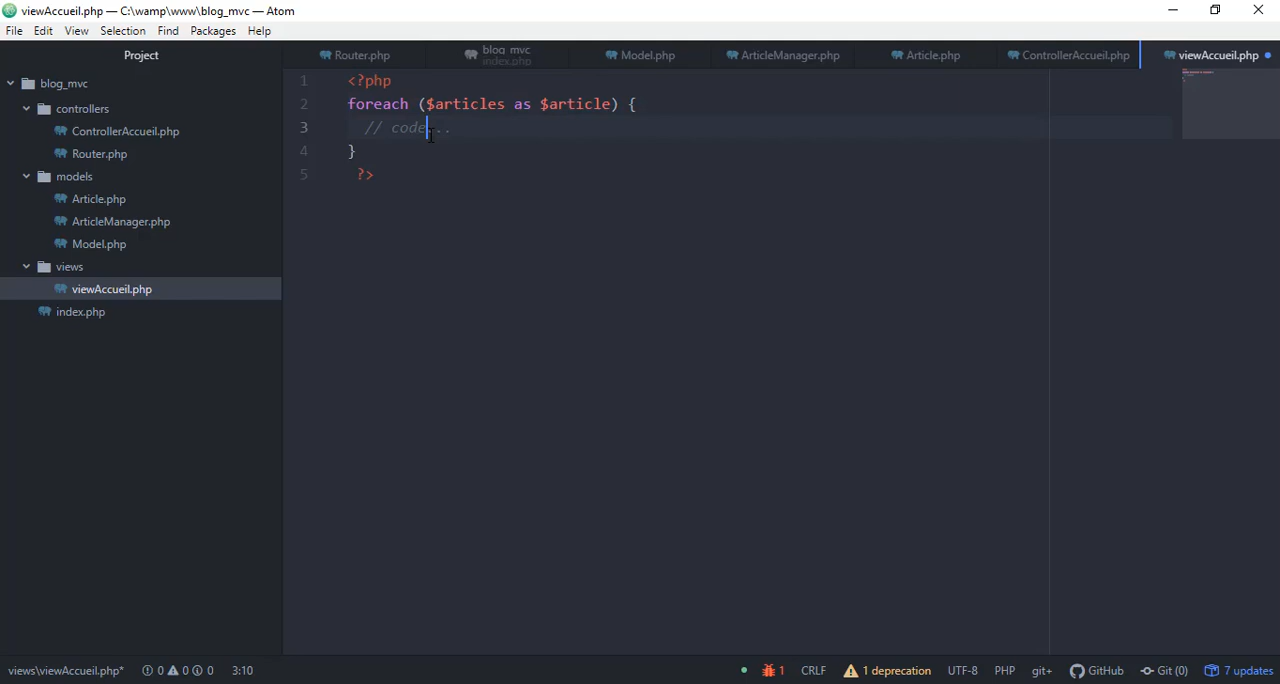 viewAccueil.php — C:\wamp\www\blog_mvc — Atom
File Edit View Selection Find Packages Help
Project
Router.php
blog_mvc
index.php
Model.php
ArticleManager.php
Article.php
ControllerAccueil.php
viewAccueil.php
blog_mvc
controllers
ControllerAccueil.php
Router.php
models
Article.php
ArticleManager.php
Model.php
views
viewAccueil.php
index.php
1 <?php
2 foreach ($articles as $article) {
3 // code...
4 }
5 ?>
views\viewAccueil.php* 0 0 0 3:10 1 CRLF 1 deprecation UTF-8 PHP git+ GitHub Git (0) 7 updates